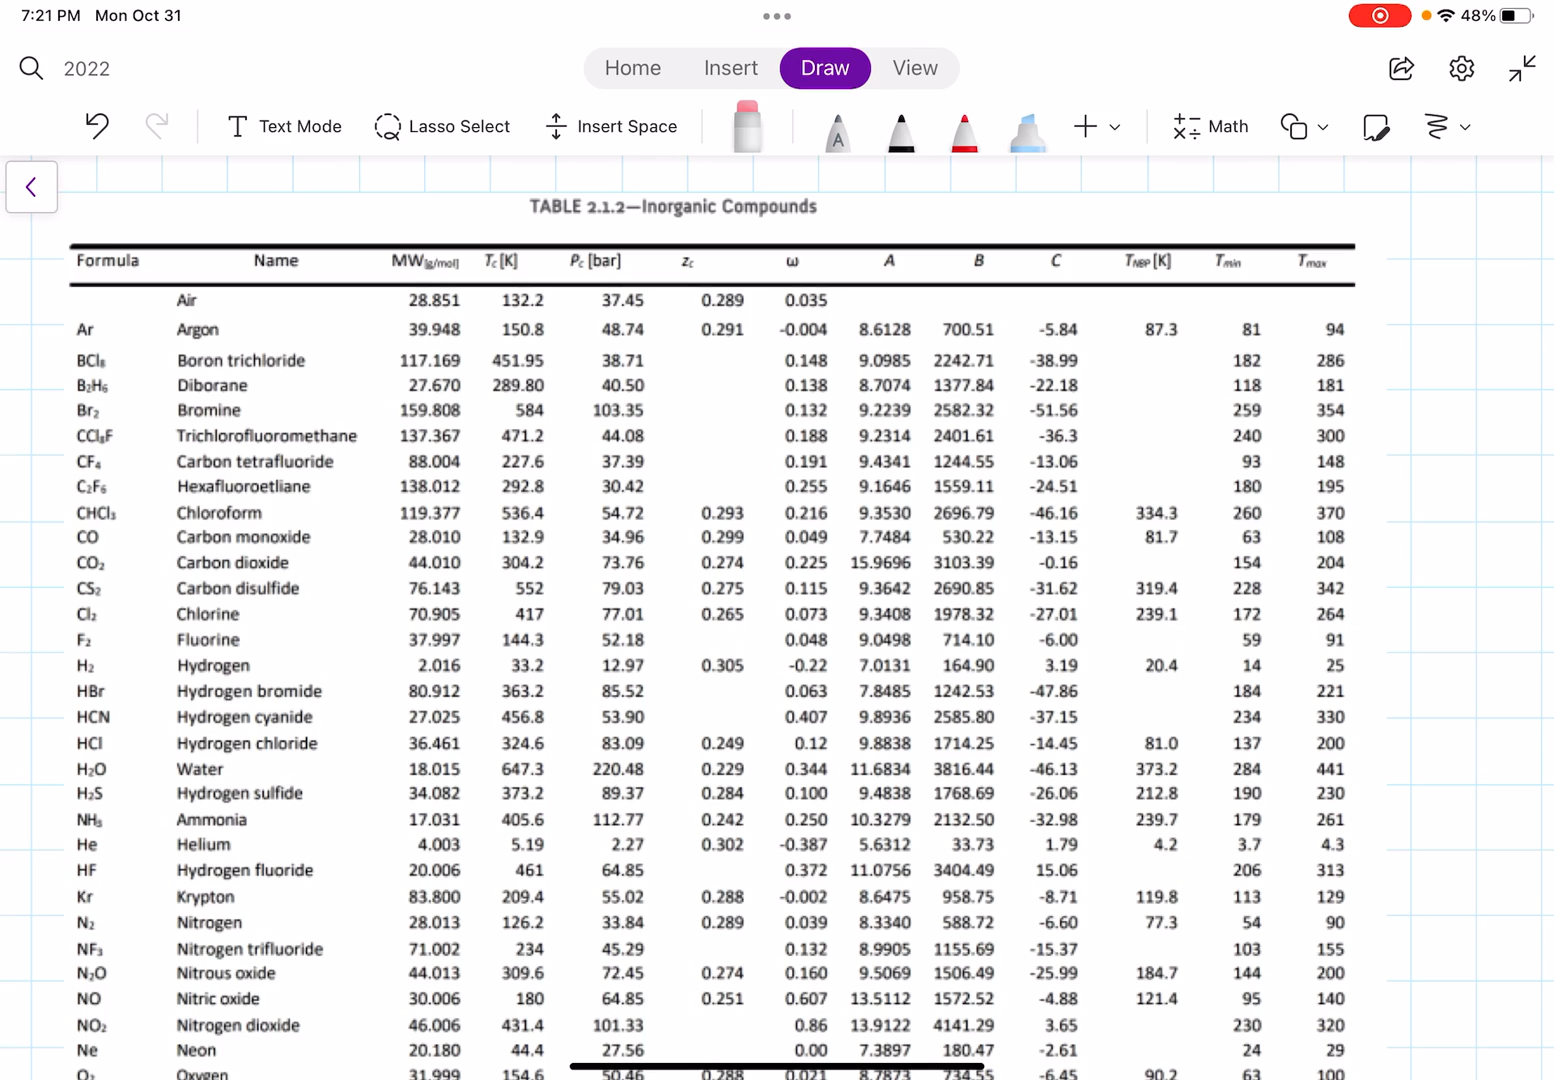 7:21 PM Mon Oct 31
48%
2022
Home Insert Draw View
Text Mode Lasso Select Insert Space A Math
TABLE 2.1.2—Inorganic Compounds
Formula Name MW[g/mol] Tc [K] Pc [bar] zc ω A B C TNBP [K] Tmin Tmax
Air 28.851 132.2 37.45 0.289 0.035
Ar Argon 39.948 150.8 48.74 0.291 -0.004 8.6128 700.51 -5.84 87.3 81 94
BCl₃ Boron trichloride 117.169 451.95 38.71 0.148 9.0985 2242.71 -38.99 182 286
B₂H₆ Diborane 27.670 289.80 40.50 0.138 8.7074 1377.84 -22.18 118 181
Br₂ Bromine 159.808 584 103.35 0.132 9.2239 2582.32 -51.56 259 354
CCl₃F Trichlorofluoromethane 137.367 471.2 44.08 0.188 9.2314 2401.61 -36.3 240 300
CF₄ Carbon tetrafluoride 88.004 227.6 37.39 0.191 9.4341 1244.55 -13.06 93 148
C₂F₆ Hexafluoroetliane 138.012 292.8 30.42 0.255 9.1646 1559.11 -24.51 180 195
CHCl₃ Chloroform 119.377 536.4 54.72 0.293 0.216 9.3530 2696.79 -46.16 334.3 260 370
CO Carbon monoxide 28.010 132.9 34.96 0.299 0.049 7.7484 530.22 -13.15 81.7 63 108
CO₂ Carbon dioxide 44.010 304.2 73.76 0.274 0.225 15.9696 3103.39 -0.16 154 204
CS₂ Carbon disulfide 76.143 552 79.03 0.275 0.115 9.3642 2690.85 -31.62 319.4 228 342
Cl₂ Chlorine 70.905 417 77.01 0.265 0.073 9.3408 1978.32 -27.01 239.1 172 264
F₂ Fluorine 37.997 144.3 52.18 0.048 9.0498 714.10 -6.00 59 91
H₂ Hydrogen 2.016 33.2 12.97 0.305 -0.22 7.0131 164.90 3.19 20.4 14 25
HBr Hydrogen bromide 80.912 363.2 85.52 0.063 7.8485 1242.53 -47.86 184 221
HCN Hydrogen cyanide 27.025 456.8 53.90 0.407 9.8936 2585.80 -37.15 234 330
HCl Hydrogen chloride 36.461 324.6 83.09 0.249 0.12 9.8838 1714.25 -14.45 81.0 137 200
H₂O Water 18.015 647.3 220.48 0.229 0.344 11.6834 3816.44 -46.13 373.2 284 441
H₂S Hydrogen sulfide 34.082 373.2 89.37 0.284 0.100 9.4838 1768.69 -26.06 212.8 190 230
NH₃ Ammonia 17.031 405.6 112.77 0.242 0.250 10.3279 2132.50 -32.98 239.7 179 261
He Helium 4.003 5.19 2.27 0.302 -0.387 5.6312 33.73 1.79 4.2 3.7 4.3
HF Hydrogen fluoride 20.006 461 64.85 0.372 11.0756 3404.49 15.06 206 313
Kr Krypton 83.800 209.4 55.02 0.288 -0.002 8.6475 958.75 -8.71 119.8 113 129
N₂ Nitrogen 28.013 126.2 33.84 0.289 0.039 8.3340 588.72 -6.60 77.3 54 90
NF₃ Nitrogen trifluoride 71.002 234 45.29 0.132 8.9905 1155.69 -15.37 103 155
N₂O Nitrous oxide 44.013 309.6 72.45 0.274 0.160 9.5069 1506.49 -25.99 184.7 144 200
NO Nitric oxide 30.006 180 64.85 0.251 0.607 13.5112 1572.52 -4.88 121.4 95 140
NO₂ Nitrogen dioxide 46.006 431.4 101.33 0.86 13.9122 4141.29 3.65 230 320
Ne Neon 20.180 44.4 27.56 0.00 7.3897 180.47 -2.61 24 29
O₂ Oxygen 31.999 154.6 50.46 0.288 0.021 8.7873 734.55 -6.45 90.2 63 100